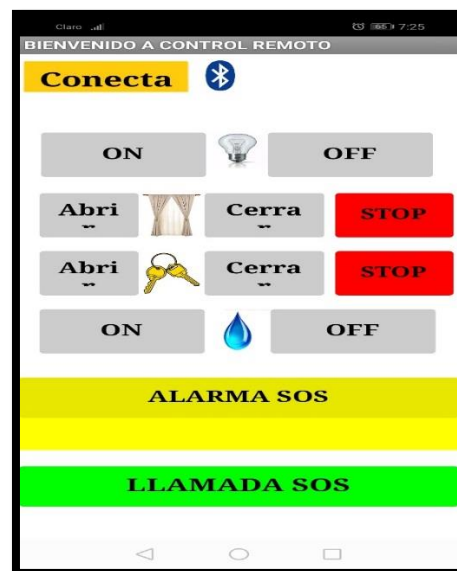 Claro 65 7:25
BIENVENIDO A CONTROL REMOTO
Conecta
ON OFF
Abri Cerra STOP
r r
Abri Cerra STOP
r r
ON OFF
ALARMA SOS
LLAMADA SOS